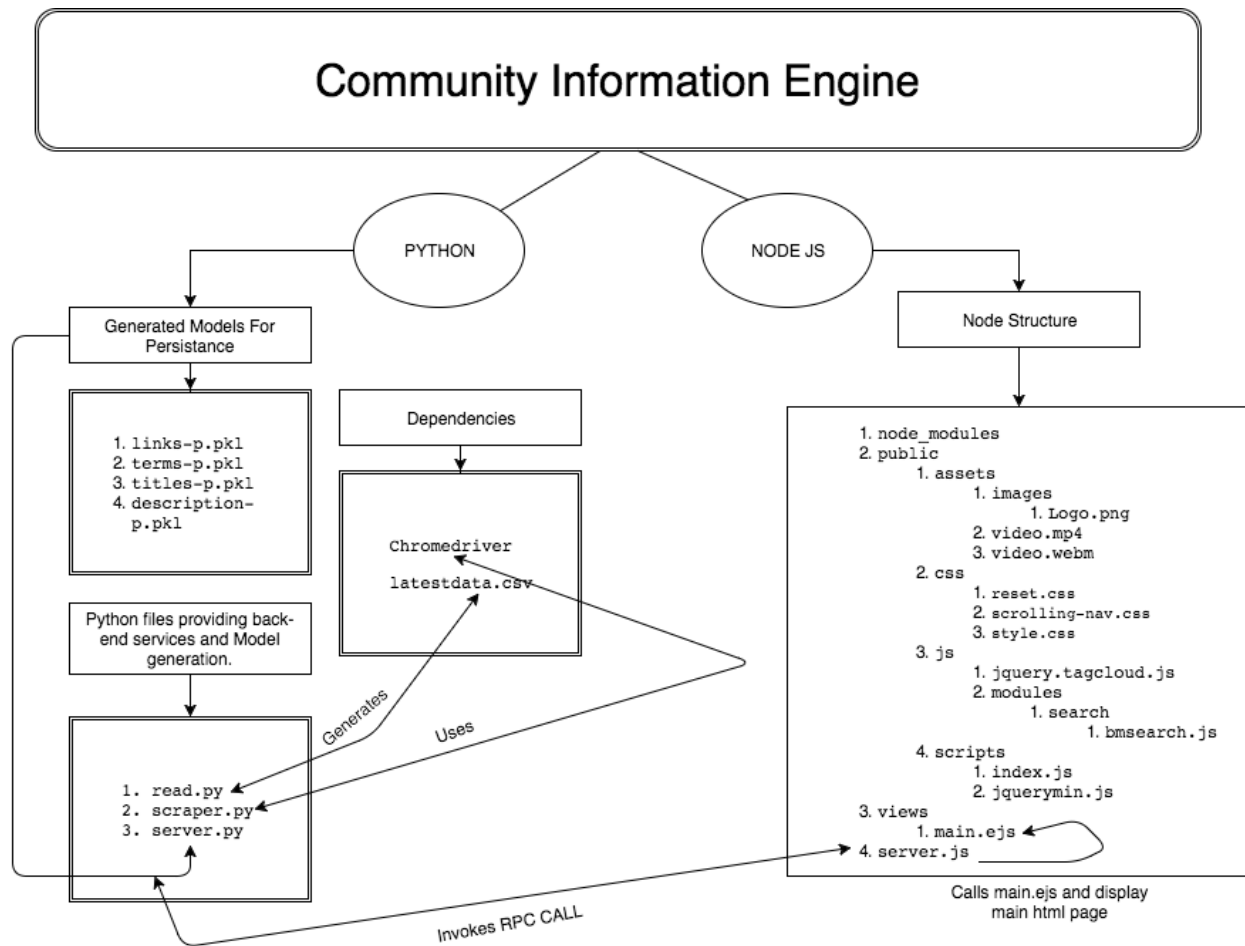 Community Information Engine
PYTHON
NODE JS
Generated Models For
Persistance
1. links-p.pkl
2. terms-p.pkl
3. titles-p.pkl
4. description-
p.pkl
Dependencies
Chromedriver
latestdata.csv
Python files providing back-
end services and Model
generation.
1. read.py
2. scraper.py
3. server.py
Generates
Uses
Invokes RPC CALL
Node Structure
1. node_modules
2. public
1. assets
1. images
1. Logo.png
2. video.mp4
3. video.webm
2. css
1. reset.css
2. scrolling-nav.css
3. style.css
3. js
1. jquery.tagcloud.js
2. modules
1. search
1. bmsearch.js
4. scripts
1. index.js
2. jquerymin.js
3. views
1. main.ejs
4. server.js
Calls main.ejs and display
main html page